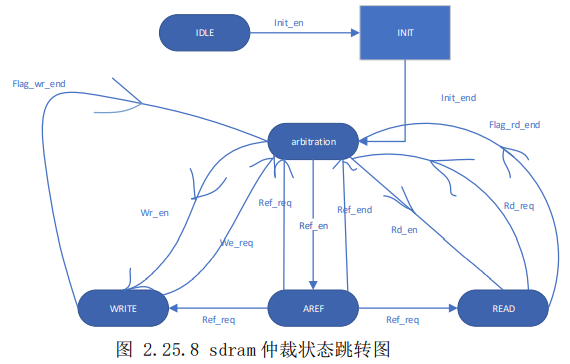 IDLE
Init_en
INIT
Flag_wr_end
Init_end
Flag_rd_end
arbitration
Wr_en
Ref_req
Ref_end
Rd_req
Ref_en
Rd_en
We_req
WRITE
AREF
READ
Ref_req
Ref_req
图 2.25.8 sdram 仲裁状态跳转图